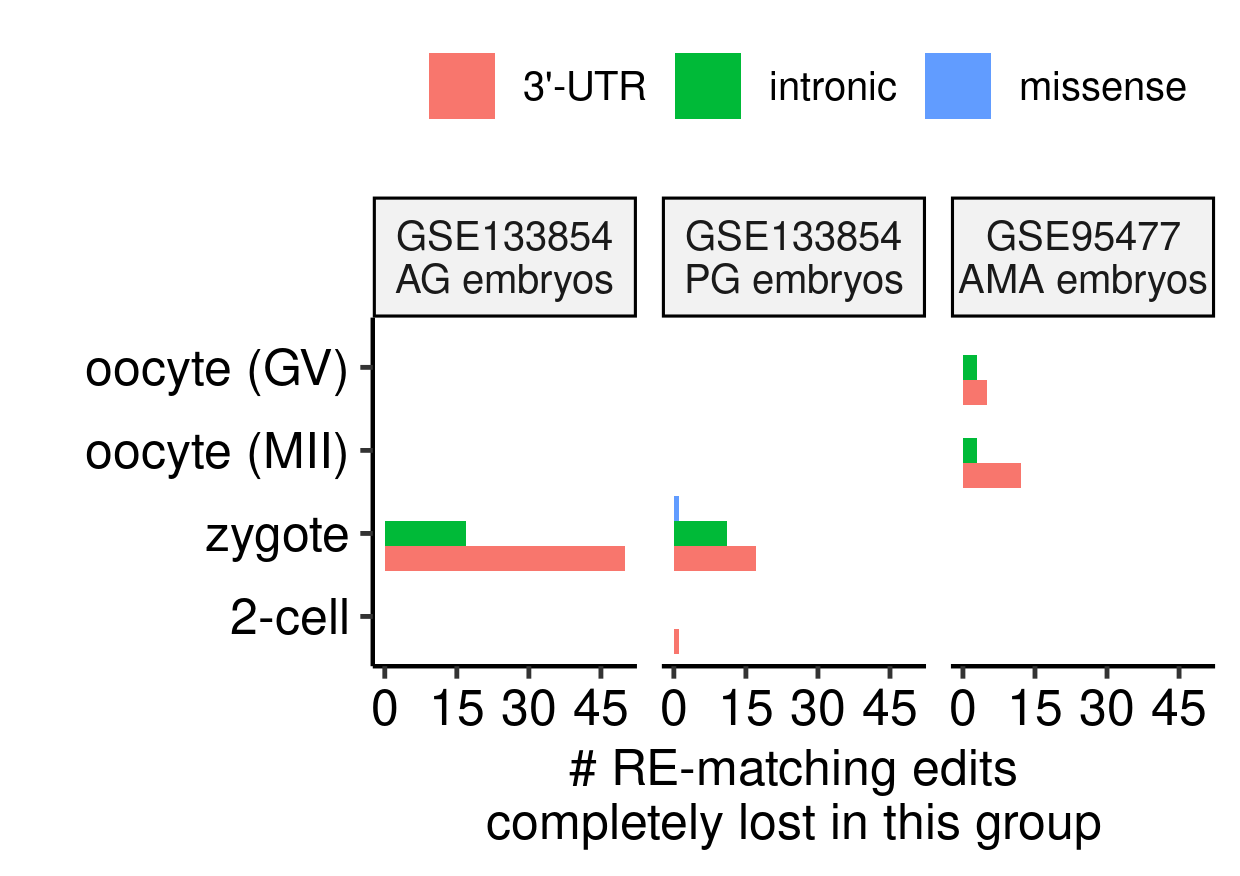 3'-UTR intronic missense
GSE133854
AG embryos
GSE133854
PG embryos
GSE95477
AMA embryos
oocyte (GV)
oocyte (MII)
zygote
2-cell
0 15 30 45 0 15 30 45 0 15 30 45
# RE-matching edits
completely lost in this group